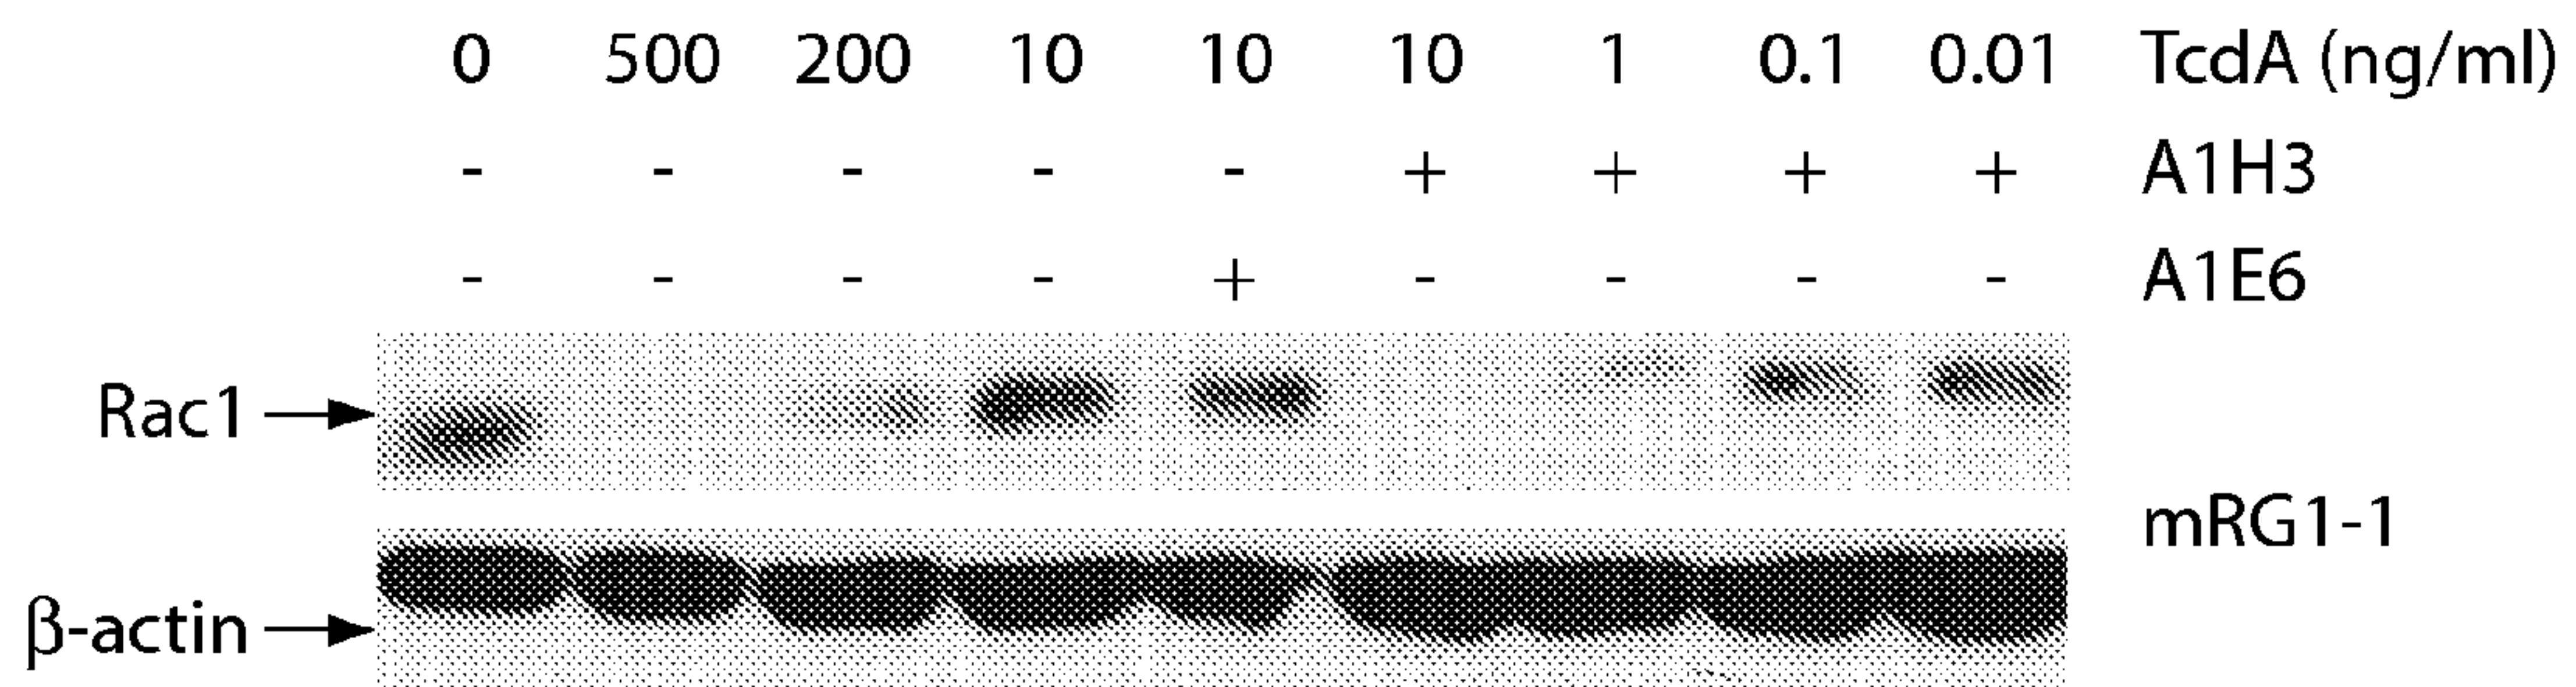 0 500 200 10 10 10 1 0.1 0.01 TcdA (ng/ml)
- - - - - + + + + A1H3
- - - - + - - - - A1E6
Rac1
mRG1-1
β-actin